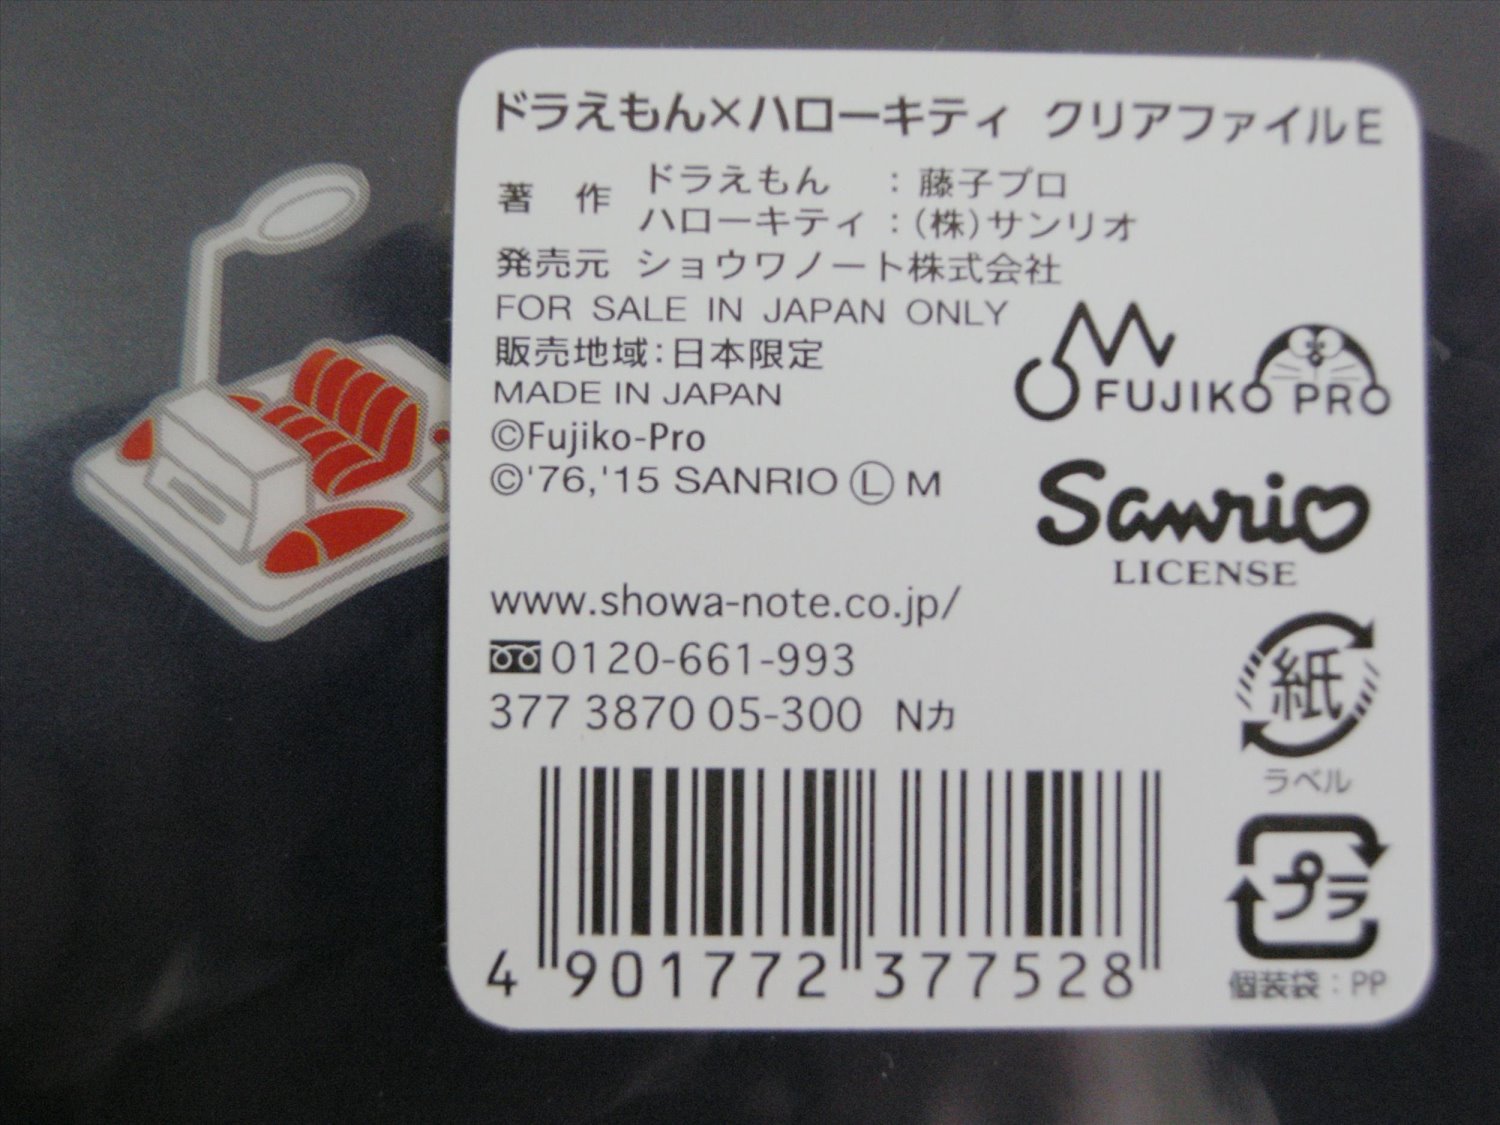 ドラえもん×ハローキティ クリアファイルE
著 作 ドラえもん : 藤子プロ
ハローキティ : (株)サンリオ
発売元 ショウワノート株式会社
FOR SALE IN JAPAN ONLY
販売地域：日本限定
MADE IN JAPAN
©Fujiko-Pro
©'76,'15 SANRIO Ⓛ M
FUJIKO PRO
Sanrio
LICENSE
www.showa-note.co.jp/
0120-661-993
377 3870 05-300 Nカ
紙
ラベル
プラ
個装袋：PP
4 901772 377528